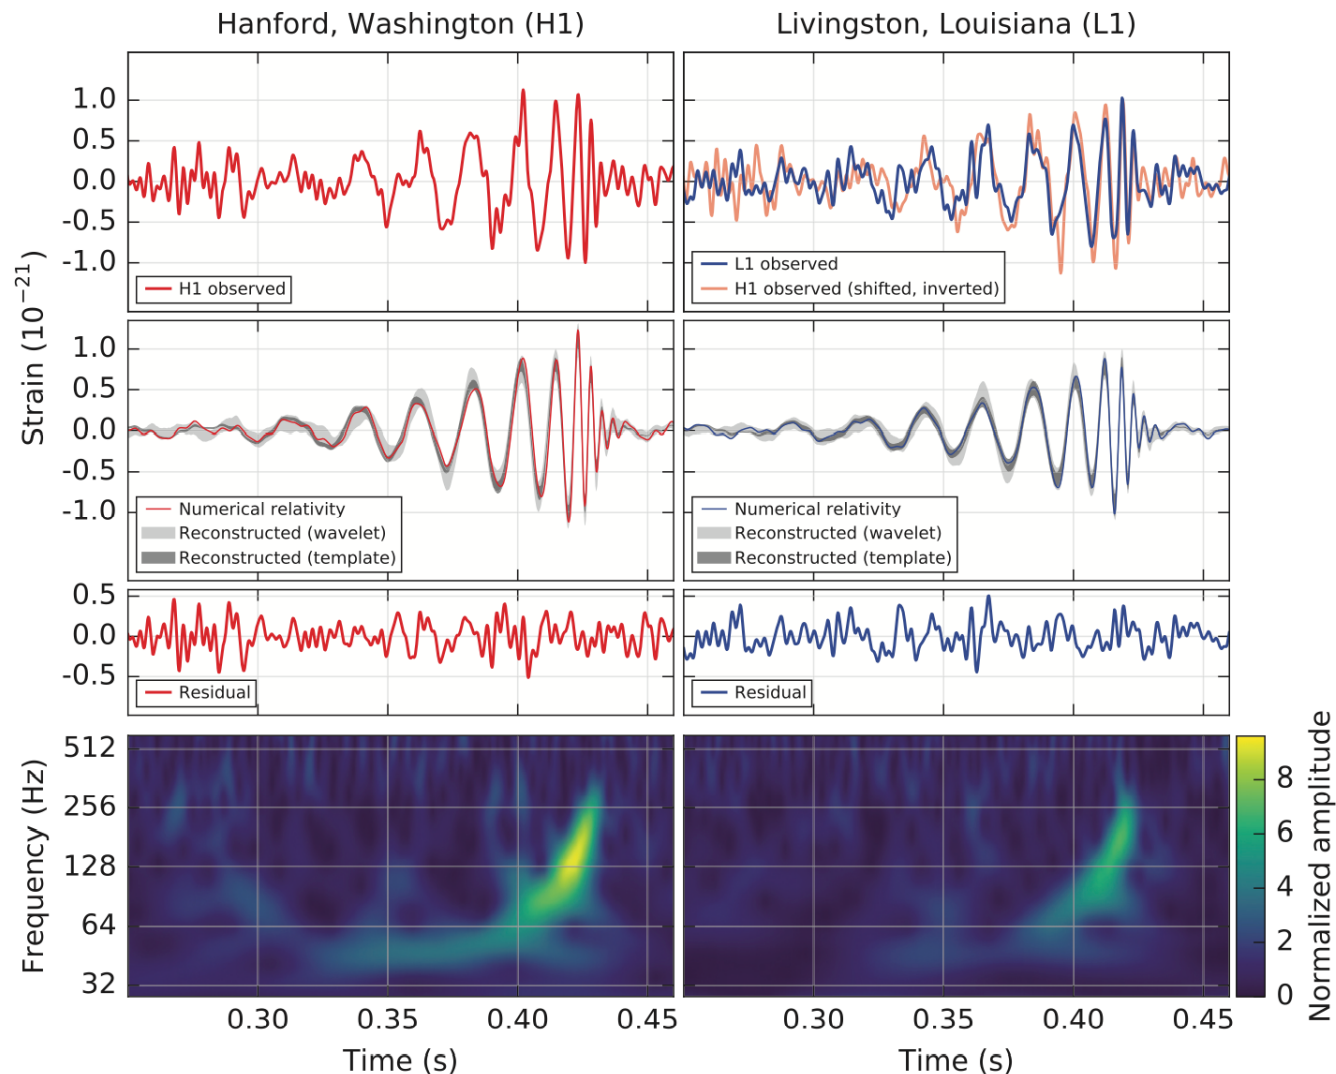 Hanford, Washington (H1)
Livingston, Louisiana (L1)
Strain (10⁻²¹)
1.0
0.5
0.0
-0.5
-1.0
H1 observed
L1 observed
H1 observed (shifted, inverted)
1.0
0.5
0.0
-0.5
-1.0
Numerical relativity
Reconstructed (wavelet)
Reconstructed (template)
Numerical relativity
Reconstructed (wavelet)
Reconstructed (template)
0.5
0.0
-0.5
Residual
Residual
Frequency (Hz)
512
256
128
64
32
Normalized amplitude
8
6
4
2
0
0.30
0.35
0.40
0.45
0.30
0.35
0.40
0.45
Time (s)
Time (s)